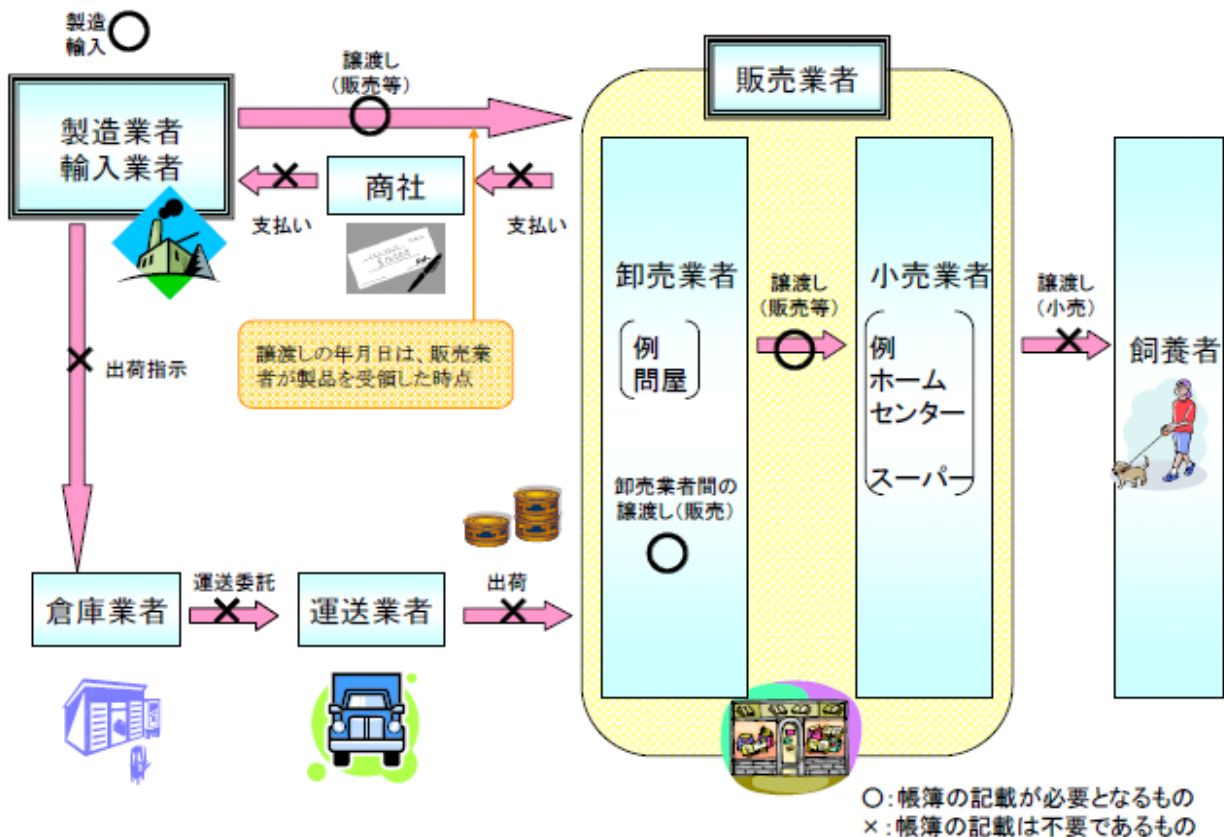 製造
輸入
製造業者
輸入業者
譲渡し
(販売等)
販売業者
支払い
商社
支払い
譲渡しの年月日は、販売業
者が製品を受領した時点
出荷指示
卸売業者
例
問屋
卸売業者間の
譲渡し(販売)
譲渡し
(販売等)
小売業者
例
ホーム
センター
スーパー
譲渡し
(小売)
飼養者
倉庫業者
運送委託
運送業者
出荷
○:帳簿の記載が必要となるもの
×:帳簿の記載は不要であるもの